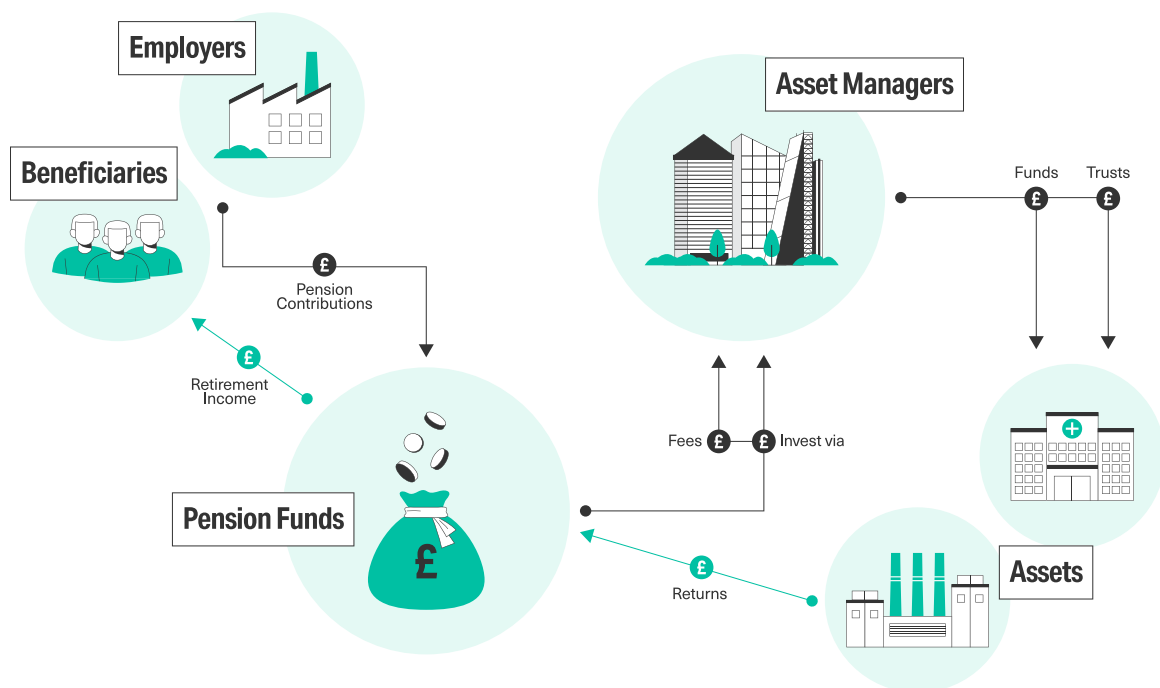 Employers
Beneficiaries
Asset Managers
Funds
Trusts
£
£
£
Pension
Contributions
£
Retirement
Income
Fees
£
£
Invest via
Pension Funds
£
£
Returns
Assets